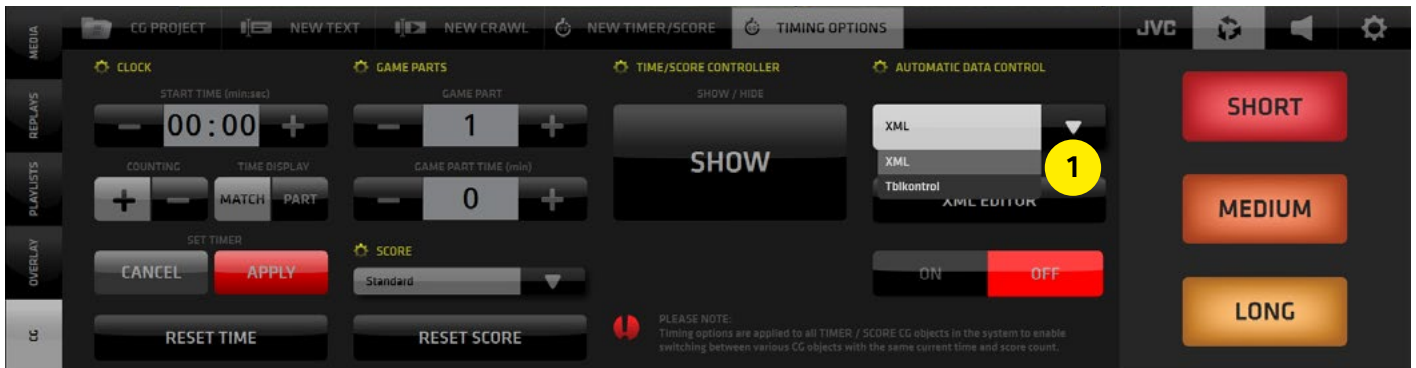 MEDIA
REPLAYS
PLAYLISTS
OVERLAY
CG
CG PROJECT
NEW TEXT
NEW CRAWL
NEW TIMER/SCORE
TIMING OPTIONS
JVC
CLOCK
START TIME (min:sec)
00:00
COUNTING
TIME DISPLAY
MATCH
PART
SET TIMER
CANCEL
APPLY
RESET TIME
GAME PARTS
GAME PART
1
GAME PART TIME (min)
0
SCORE
Standard
RESET SCORE
TIME/SCORE CONTROLLER
SHOW / HIDE
SHOW
PLEASE NOTE:
Timing options are applied to all TIMER / SCORE CG objects in the system to enable
switching between various CG objects with the same current time and score count.
AUTOMATIC DATA CONTROL
XML
XML
Tblkontrol
1
XML EDITOR
ON
OFF
SHORT
MEDIUM
LONG